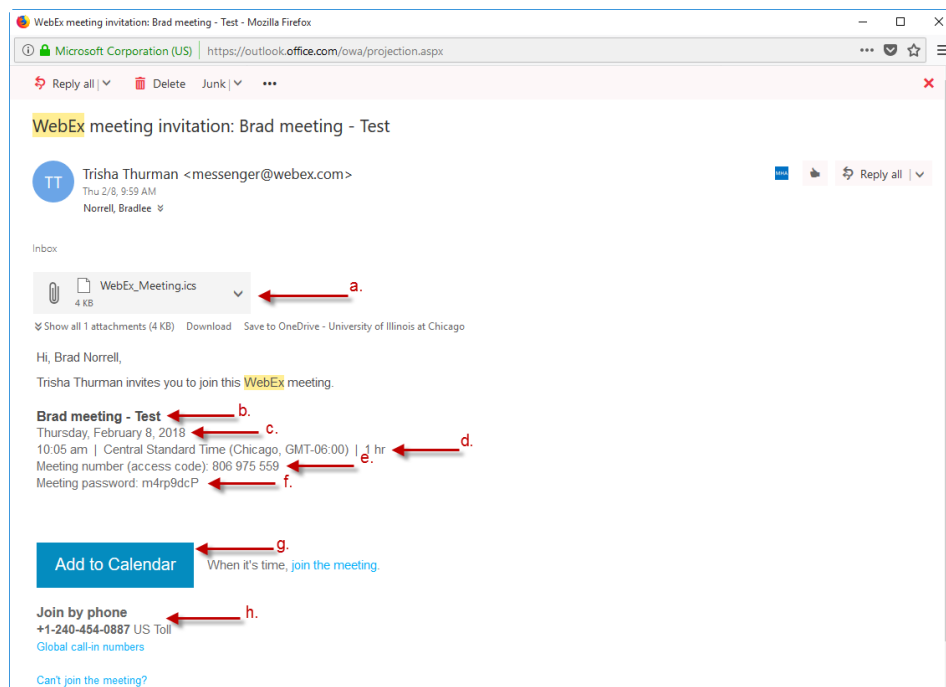 WebEx meeting invitation: Brad meeting - Test - Mozilla Firefox
Microsoft Corporation (US) https://outlook.office.com/owa/projection.aspx
Reply all | Delete Junk |
WebEx meeting invitation: Brad meeting - Test
TT
Trisha Thurman <messenger@webex.com>
Thu 2/8, 9:59 AM
Norrell, Bradlee
MHA
Reply all |
Inbox
WebEx_Meeting.ics
4 KB
a.
Show all 1 attachments (4 KB) Download Save to OneDrive - University of Illinois at Chicago
Hi, Brad Norrell,
Trisha Thurman invites you to join this WebEx meeting.
Brad meeting - Test b.
Thursday, February 8, 2018 c.
10:05 am | Central Standard Time (Chicago, GMT-06:00) | 1 hr d.
Meeting number (access code): 806 975 559 e.
Meeting password: m4rp9dcP f.
g.
Add to Calendar When it's time, join the meeting.
Join by phone h.
+1-240-454-0887 US Toll
Global call-in numbers
Can't join the meeting?